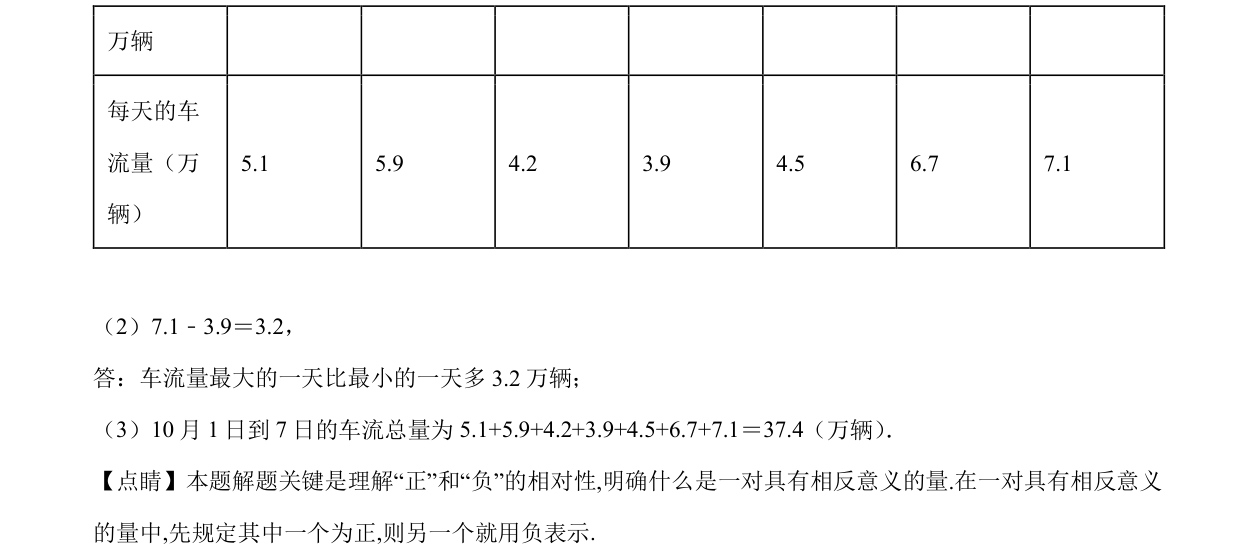 万辆
每天的车
流量（万
辆）
5.1 5.9 4.2 3.9 4.5 6.7 7.1
（2）7.1﹣3.9＝3.2，
答：车流量最大的一天比最小的一天多 3.2 万辆；
（3）10 月 1 日到 7 日的车流总量为 5.1+5.9+4.2+3.9+4.5+6.7+7.1＝37.4（万辆）．
【点睛】本题解题关键是理解“正”和“负”的相对性,明确什么是一对具有相反意义的量.在一对具有相反意义
的量中,先规定其中一个为正,则另一个就用负表示.